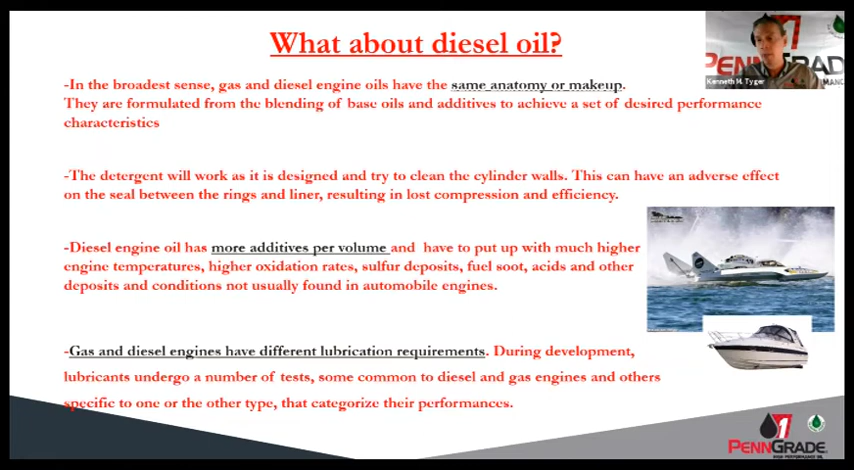 What about diesel oil?
-In the broadest sense, gas and diesel engine oils have the same anatomy or makeup.
They are formulated from the blending of base oils and additives to achieve a set of desired performance
characteristics
-The detergent will work as it is designed and try to clean the cylinder walls. This can have an adverse effect
on the seal between the rings and liner, resulting in lost compression and efficiency.
-Diesel engine oil has more additives per volume and have to put up with much higher
engine temperatures, higher oxidation rates, sulfur deposits, fuel soot, acids and other
deposits and conditions not usually found in automobile engines.
-Gas and diesel engines have different lubrication requirements. During development,
lubricants undergo a number of tests, some common to diesel and gas engines and others
specific to one or the other type, that categorize their performances.
1
PENNGRADE
Kenneth H. Tyger
1
PENNGRADE
HIGH PERFORMANCE OIL